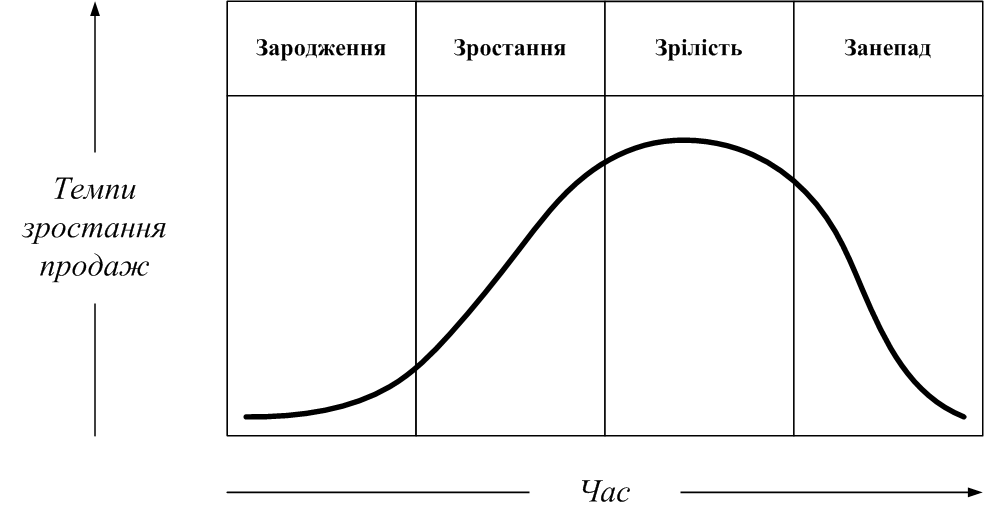 Зародження
Зростання
Зрілість
Занепад
Темпи
зростання
продаж
Час